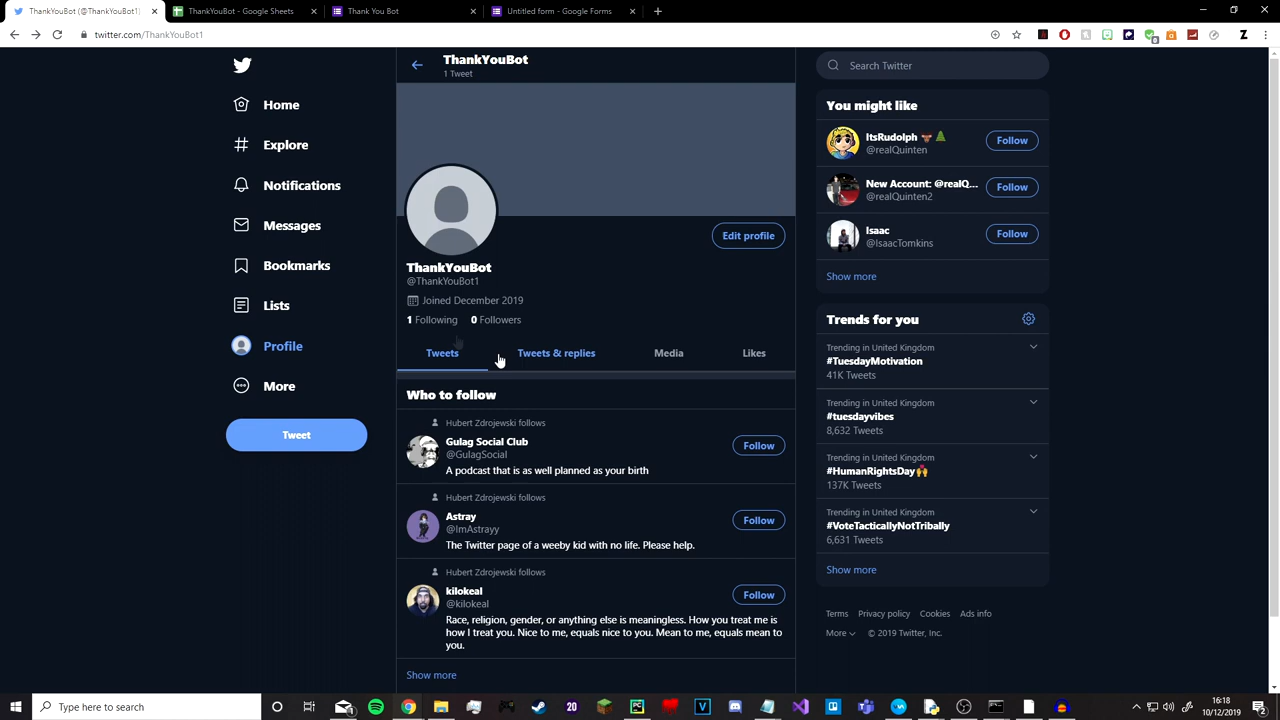 ThankYouBot (@ThankYouBot1)
ThankYouBot - Google Sheets
Thank You Bot
Untitled form - Google Forms
twitter.com/ThankYouBot1
Home
Explore
Notifications
Messages
Bookmarks
Lists
Profile
More
Tweet
ThankYouBot
1 Tweet
Edit profile
ThankYouBot
@ThankYouBot1
Joined December 2019
1 Following 0 Followers
Tweets Tweets & replies Media Likes
Who to follow
Hubert Zdrojewski follows
Gulag Social Club
@GulagSocial
Follow
A podcast that is as well planned as your birth
Hubert Zdrojewski follows
Astray
@ImAstrayy
Follow
The Twitter page of a weeby kid with no life. Please help.
Hubert Zdrojewski follows
kilokeal
@kilokeal
Follow
Race, religion, gender, or anything else is meaningless. How you treat me is
how I treat you. Nice to me, equals nice to you. Mean to me, equals mean to
you.
Show more
Search Twitter
You might like
ItsRudolph
@realQuinten
Follow
New Account: @realQ...
@realQuinten2
Follow
Isaac
@IsaacTomkins
Follow
Show more
Trends for you
Trending in United Kingdom
#TuesdayMotivation
41K Tweets
Trending in United Kingdom
#tuesdayvibes
8,632 Tweets
Trending in United Kingdom
#HumanRightsDay
137K Tweets
Trending in United Kingdom
#VoteTacticallyNotTribally
6,631 Tweets
Show more
Terms Privacy policy Cookies Ads info
More © 2019 Twitter, Inc.
Type here to search
20
16:18
10/12/2019